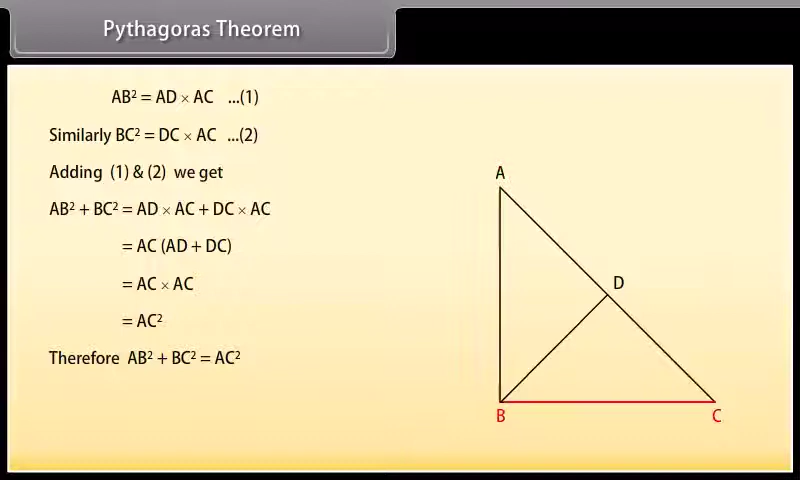 Pythagoras Theorem
AB² = AD × AC ...(1)
Similarly BC² = DC × AC ...(2)
Adding (1) & (2) we get
AB² + BC² = AD × AC + DC × AC
= AC (AD + DC)
= AC × AC
= AC²
Therefore AB² + BC² = AC²
A
D
B
C